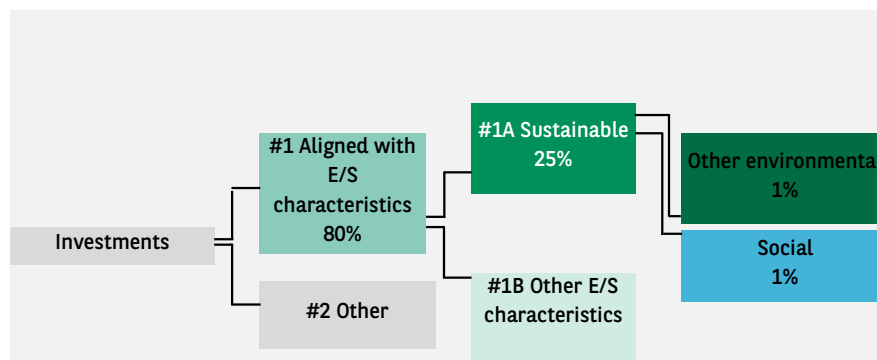 #1A Sustainable
25%
#1 Aligned with
E/S
characteristics
80%
Other environmenta
1%
Investments
Social
1%
#2 Other
#1B Other E/S
characteristics